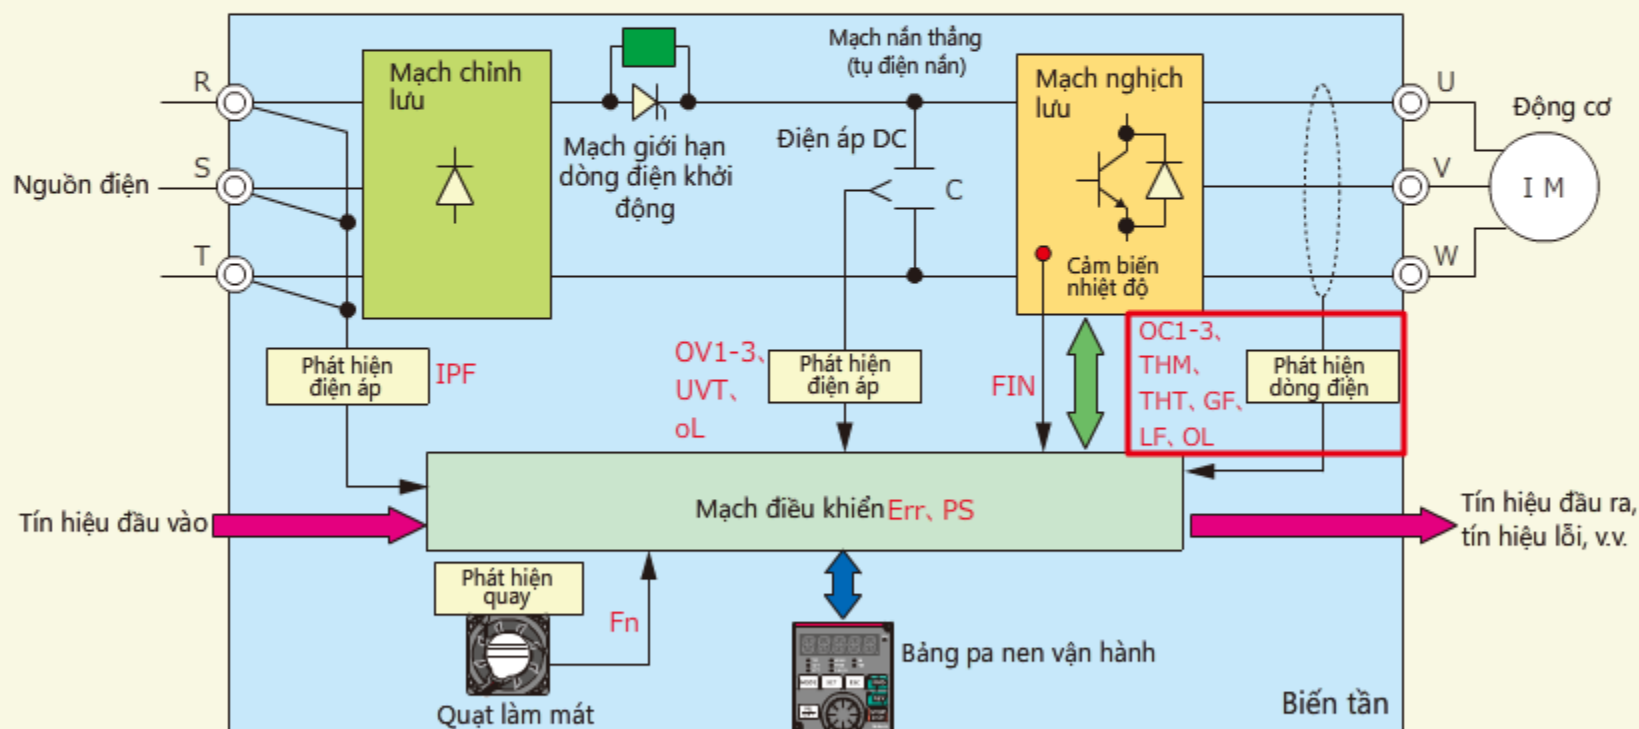 Mạch nắn thẳng
(tụ điện nắn)
Mạch chỉnh
lưu
Mạch nghịch
lưu
R
U
Động cơ
Mạch giới hạn
dòng điện khởi
động
Điện áp DC
Nguồn điện
S
C
V
I M
T
W
Cảm biến
nhiệt độ
Phát hiện
điện áp
IPF
OV1-3、
UVT、
oL
Phát hiện
điện áp
FIN
OC1-3、
THM、
THT、GF、
LF、OL
Phát hiện
dòng điện
Tín hiệu đầu vào
Mạch điều khiển Err、PS
Tín hiệu đầu ra,
tín hiệu lỗi, v.v.
Phát hiện
quay
Fn
Quạt làm mát
Bảng pa nen vận hành
Biến tần